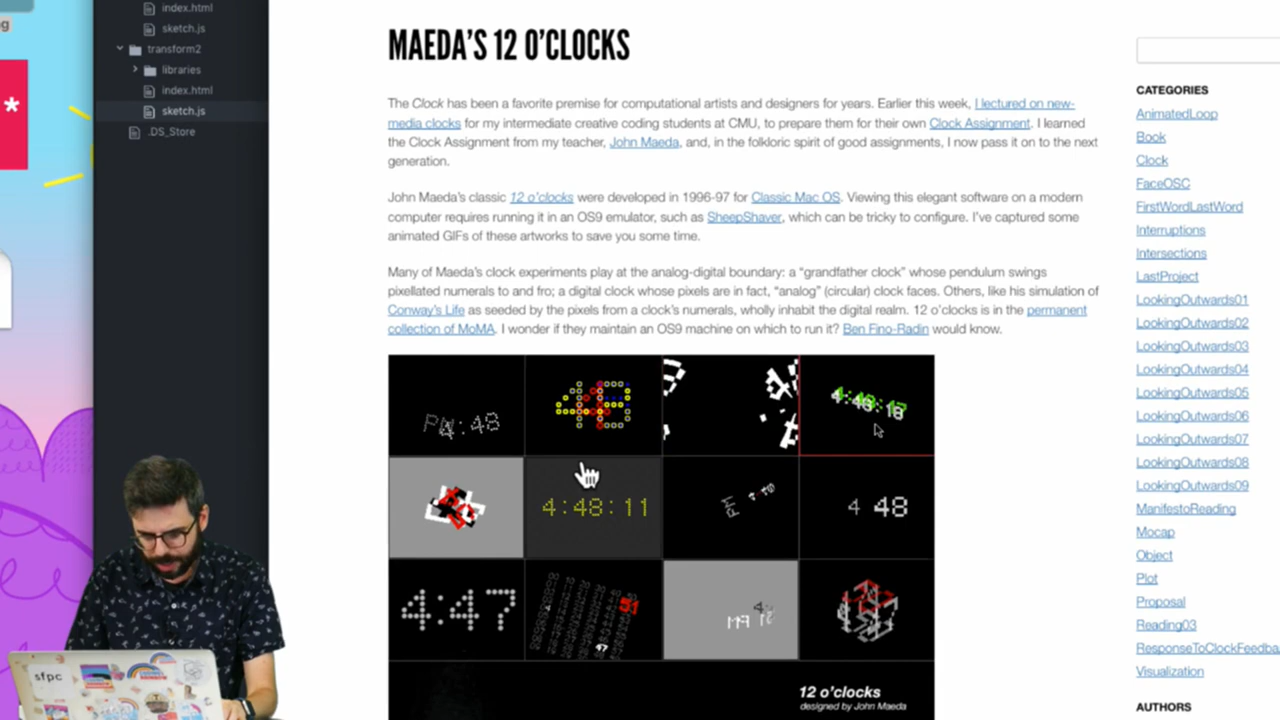 index.html
sketch.js
transform2
libraries
index.html
sketch.js
.DS_Store
*
MAEDA'S 12 O'CLOCKS
The Clock has been a favorite premise for computational artists and designers for years. Earlier this week, I lectured on new-
media clocks for my intermediate creative coding students at CMU, to prepare them for their own Clock Assignment. I learned
the Clock Assignment from my teacher, John Maeda, and, in the folkloric spirit of good assignments, I now pass it on to the next
generation.
John Maeda's classic 12 o'clocks were developed in 1996-97 for Classic Mac OS. Viewing this elegant software on a modern
computer requires running it in an OS9 emulator, such as SheepShaver, which can be tricky to configure. I've captured some
animated GIFs of these artworks to save you some time.
Many of Maeda's clock experiments play at the analog-digital boundary: a “grandfather clock” whose pendulum swings
pixellated numerals to and fro; a digital clock whose pixels are in fact, “analog” (circular) clock faces. Others, like his simulation of
Conway's Life as seeded by the pixels from a clock's numerals, wholly inhabit the digital realm. 12 o'clocks is in the permanent
collection of MoMA. I wonder if they maintain an OS9 machine on which to run it? Ben Fino-Radin would know.
4:48:11
4 48
4:47
51
47
12 o'clocks
designed by John Maeda
CATEGORIES
AnimatedLoop
Book
Clock
FaceOSC
FirstWordLastWord
Interruptions
Intersections
LastProject
LookingOutwards01
LookingOutwards02
LookingOutwards03
LookingOutwards04
LookingOutwards05
LookingOutwards06
LookingOutwards07
LookingOutwards08
LookingOutwards09
ManifestoReading
Mocap
Object
Plot
Proposal
Reading03
ResponseToClockFeedba
Visualization
AUTHORS
sfpc